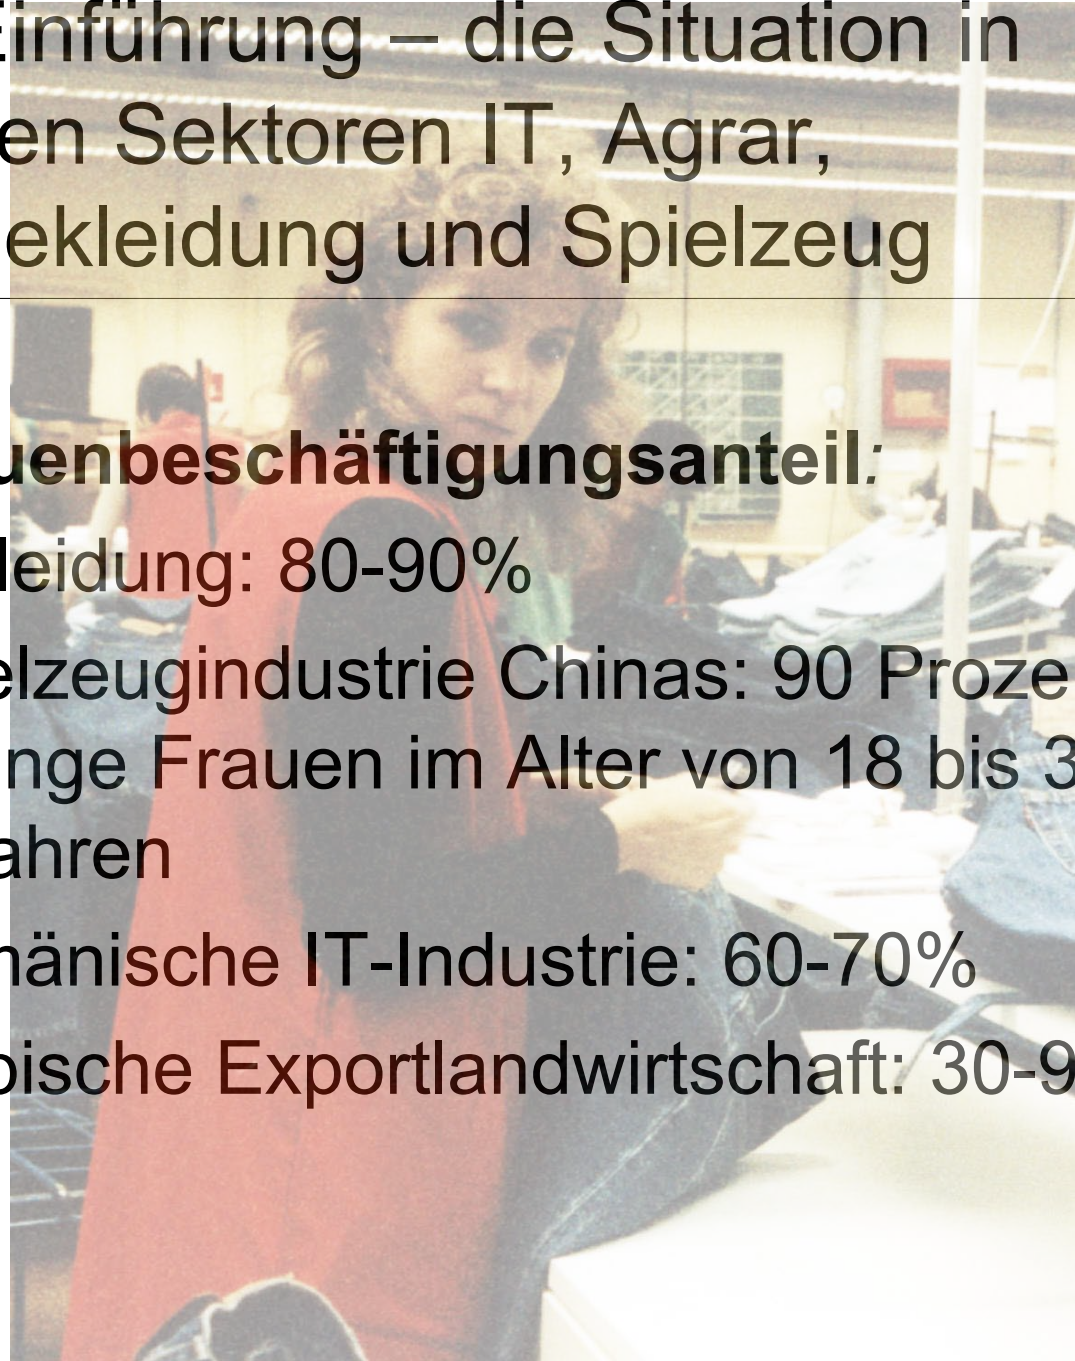 Einführung – die Situation in
en Sektoren IT, Agrar,
ekleidung und Spielzeug
uenbeschäftigungsanteil:
leidung: 80-90%
elzeugindustrie Chinas: 90 Proze
nge Frauen im Alter von 18 bis 3
ahren
mänische IT-Industrie: 60-70%
bische Exportlandwirtschaft: 30-9